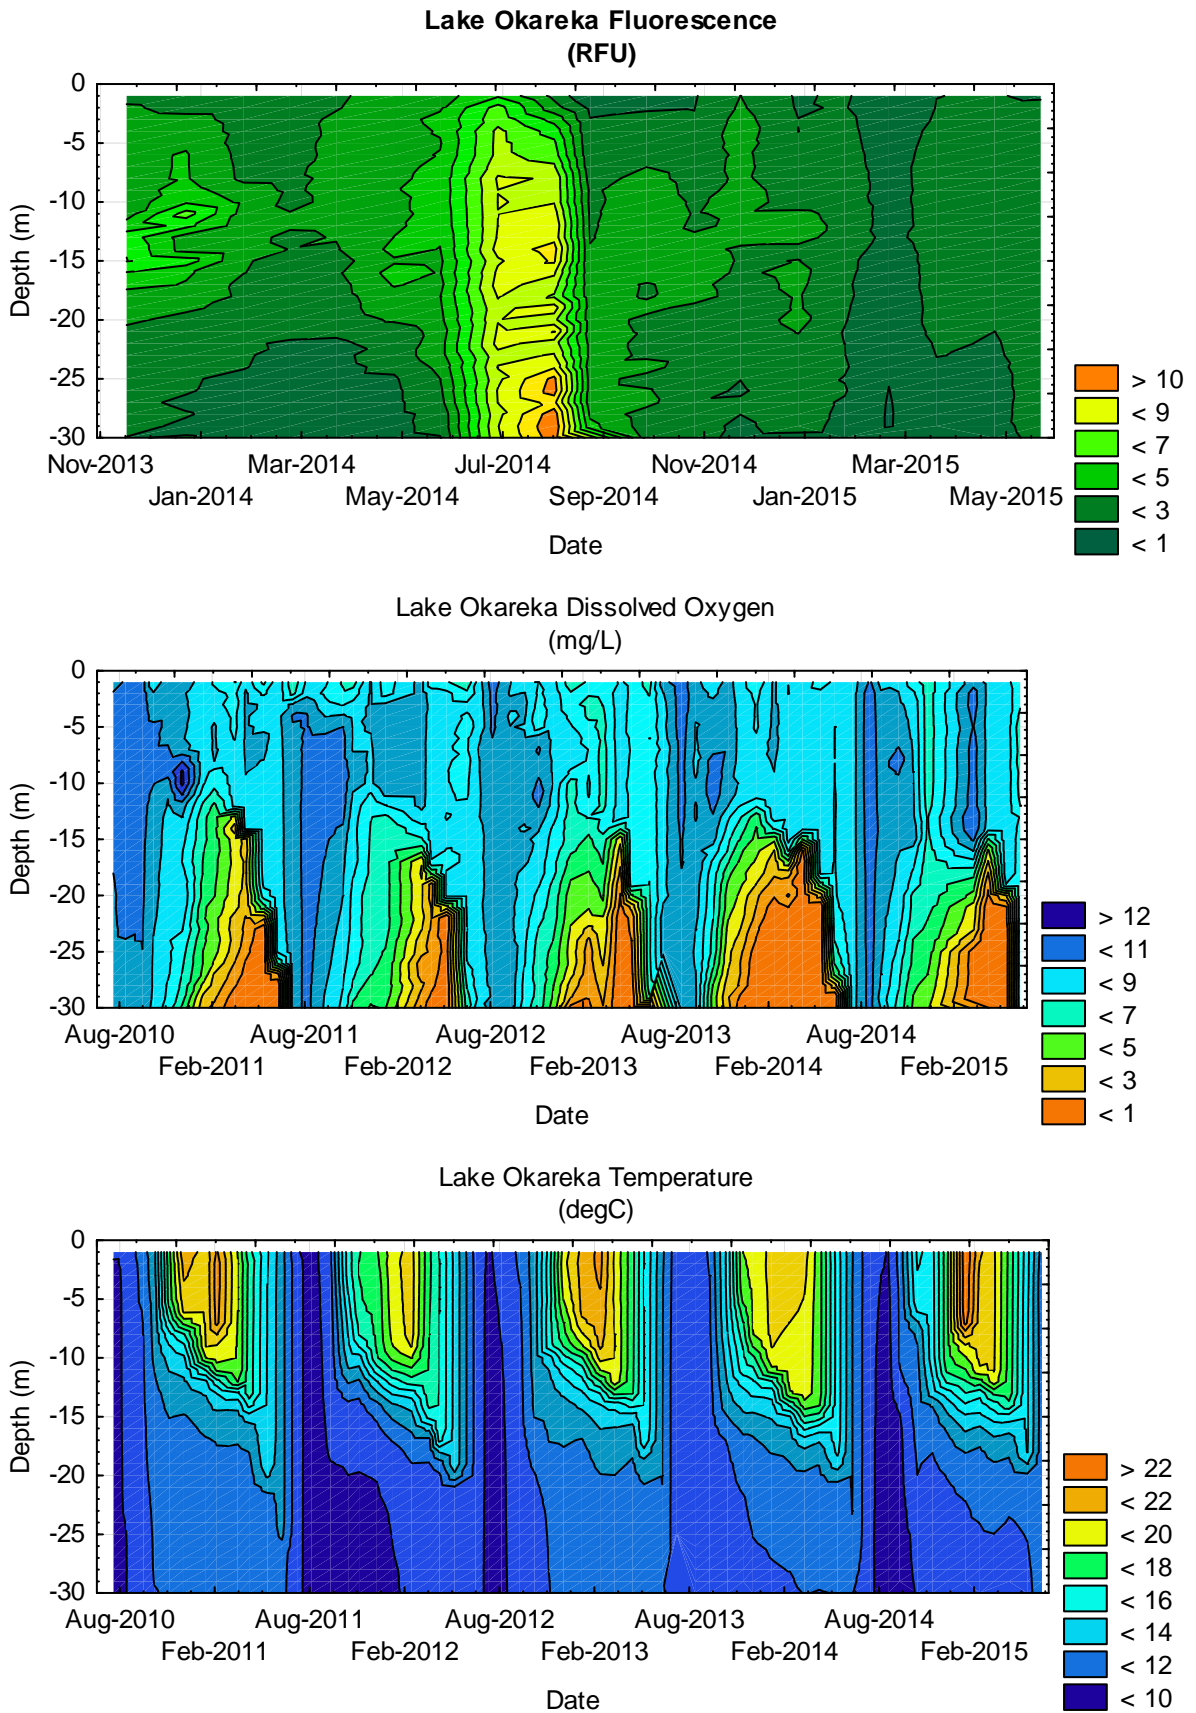 Lake Okareka Fluorescence
(RFU)
0
-5
-10
-15
-20
-25
-30
Depth (m)
Nov-2013 Mar-2014 Jul-2014 Nov-2014 Mar-2015
Jan-2014 May-2014 Sep-2014 Jan-2015 May-2015
Date
> 10
< 9
< 7
< 5
< 3
< 1
Lake Okareka Dissolved Oxygen
(mg/L)
0
-5
-10
-15
-20
-25
-30
Depth (m)
Aug-2010 Aug-2011 Aug-2012 Aug-2013 Aug-2014
Feb-2011 Feb-2012 Feb-2013 Feb-2014 Feb-2015
Date
> 12
< 11
< 9
< 7
< 5
< 3
< 1
Lake Okareka Temperature
(degC)
0
-5
-10
-15
-20
-25
-30
Depth (m)
Aug-2010 Aug-2011 Aug-2012 Aug-2013 Aug-2014
Feb-2011 Feb-2012 Feb-2013 Feb-2014 Feb-2015
Date
> 22
< 22
< 20
< 18
< 16
< 14
< 12
< 10